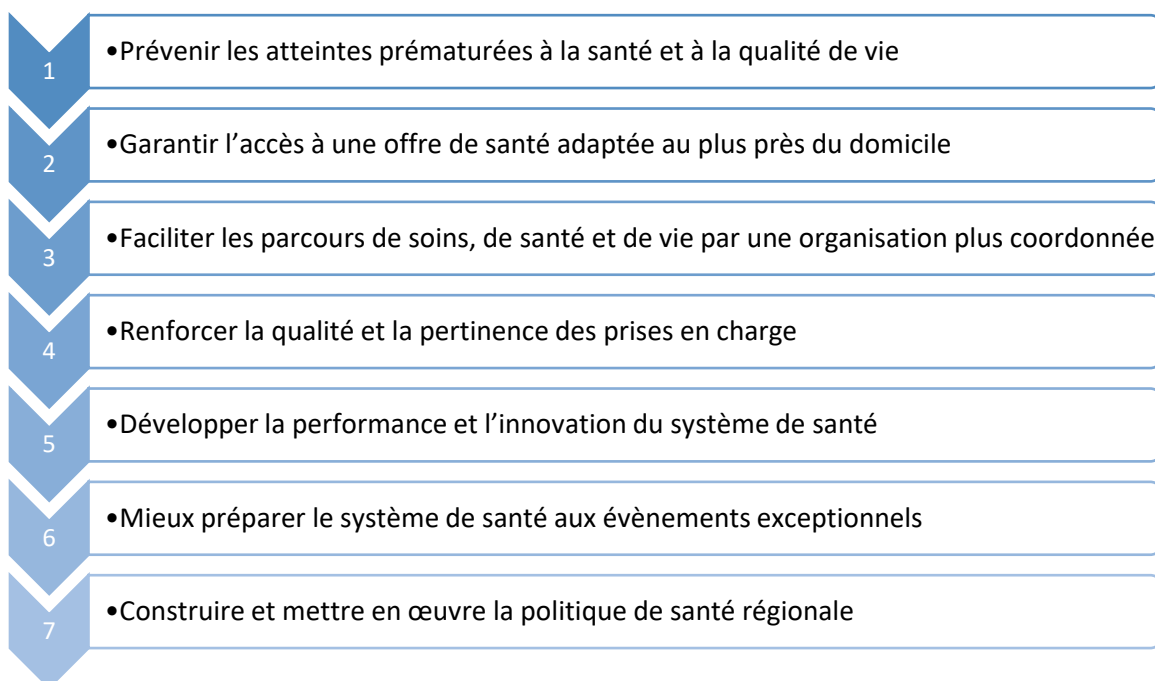 1
•Prévenir les atteintes prématurées à la santé et à la qualité de vie
2
•Garantir l’accès à une offre de santé adaptée au plus près du domicile
3
•Faciliter les parcours de soins, de santé et de vie par une organisation plus coordonnée
4
•Renforcer la qualité et la pertinence des prises en charge
5
•Développer la performance et l’innovation du système de santé
6
•Mieux préparer le système de santé aux évènements exceptionnels
7
•Construire et mettre en œuvre la politique de santé régionale